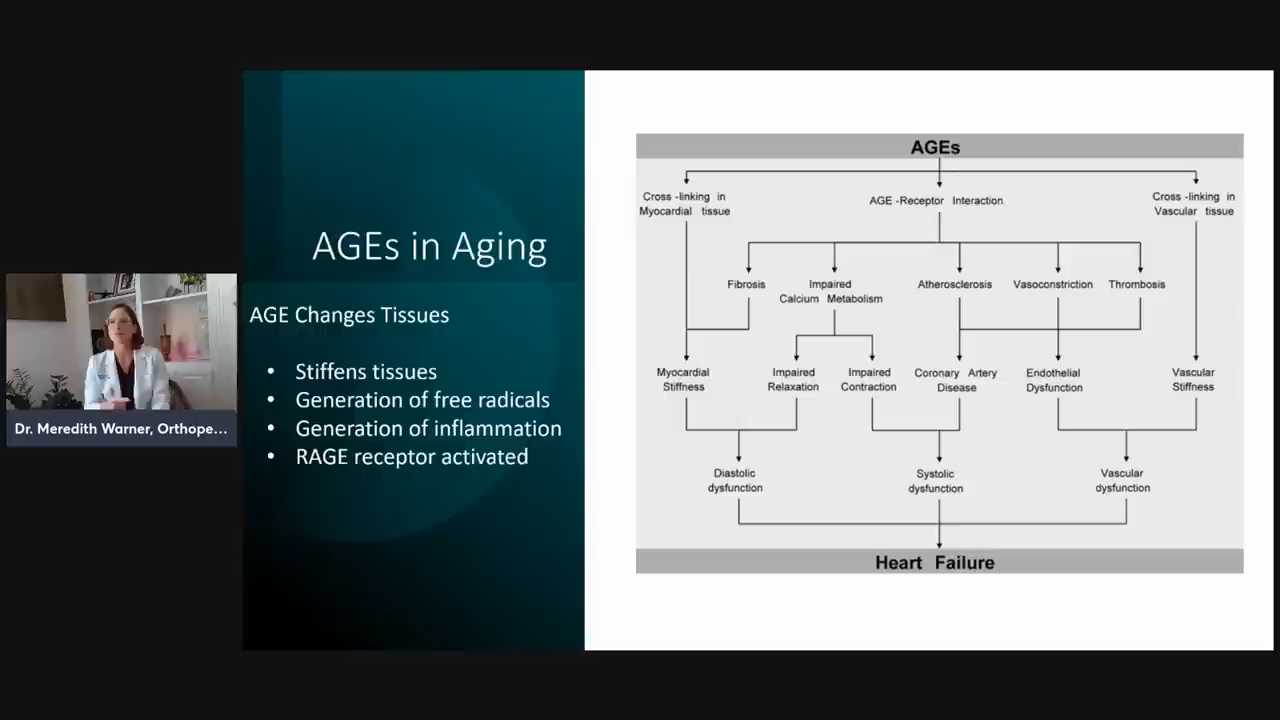 AGEs in Aging
AGE Changes Tissues
• Stiffens tissues
• Generation of free radicals
• Generation of inflammation
• RAGE receptor activated
Dr. Meredith Warner, Orthope...
AGEs
Cross -linking in
Myocardial tissue
AGE -Receptor Interaction
Cross -linking in
Vascular tissue
Fibrosis
Impaired
Calcium Metabolism
Atherosclerosis
Vasoconstriction
Thrombosis
Myocardial
Stiffness
Impaired
Relaxation
Impaired
Contraction
Coronary Artery
Disease
Endothelial
Dysfunction
Vascular
Stiffness
Diastolic
dysfunction
Systolic
dysfunction
Vascular
dysfunction
Heart Failure